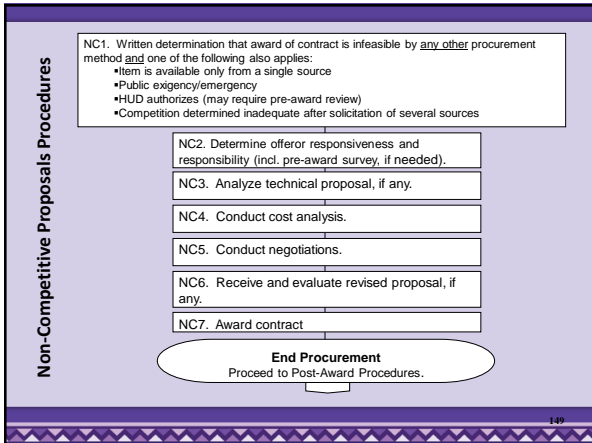 Non-Competitive Proposals Procedures
NC1. Written determination that award of contract is infeasible by any other procurement
method and one of the following also applies:
▪Item is available only from a single source
▪Public exigency/emergency
▪HUD authorizes (may require pre-award review)
▪Competition determined inadequate after solicitation of several sources
NC2. Determine offeror responsiveness and
responsibility (incl. pre-award survey, if needed).
NC3. Analyze technical proposal, if any.
NC4. Conduct cost analysis.
NC5. Conduct negotiations.
NC6. Receive and evaluate revised proposal, if
any.
NC7. Award contract
End Procurement
Proceed to Post-Award Procedures.
149